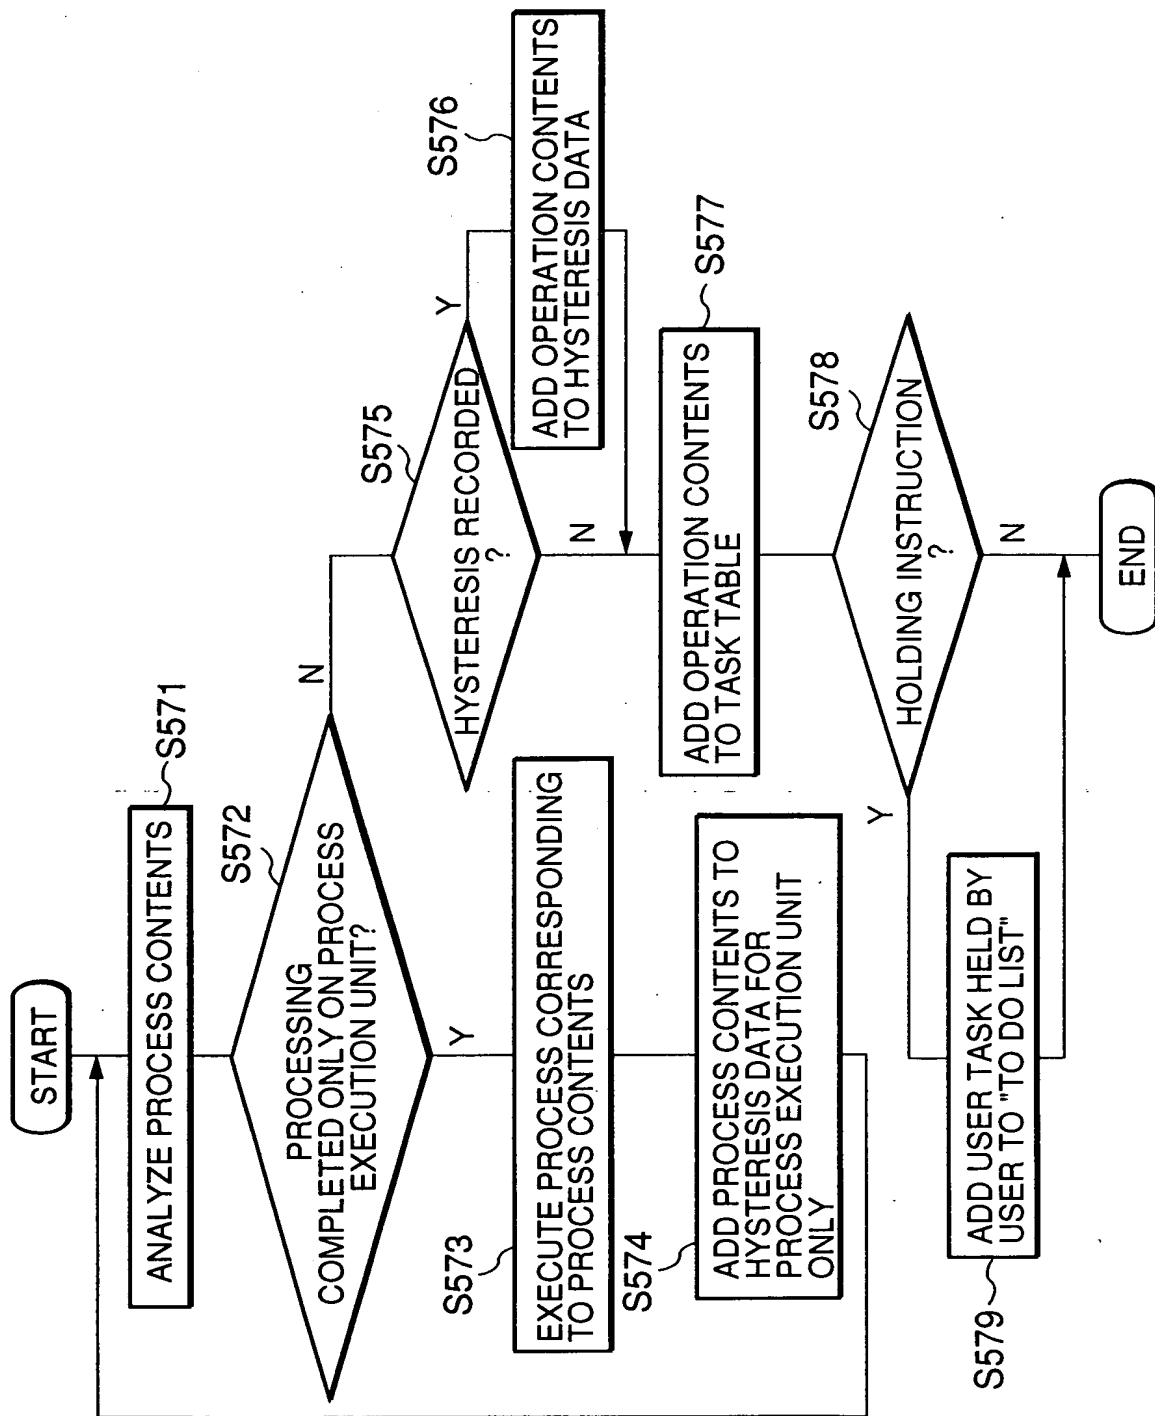 START
ANALYZE PROCESS CONTENTS
S571
PROCESSING
COMPLETED ONLY ON PROCESS
EXECUTION UNIT?
S572
N
Y
EXECUTE PROCESS CORRESPONDING
TO PROCESS CONTENTS
S573
ADD PROCESS CONTENTS TO
HYSTERESIS DATA FOR
PROCESS EXECUTION UNIT
ONLY
S574
HYSTERESIS RECORDED
?
S575
Y
N
ADD OPERATION CONTENTS
TO HYSTERESIS DATA
S576
ADD OPERATION CONTENTS
TO TASK TABLE
S577
HOLDING INSTRUCTION
?
S578
Y
N
ADD USER TASK HELD BY
USER TO "TO DO LIST"
S579
END